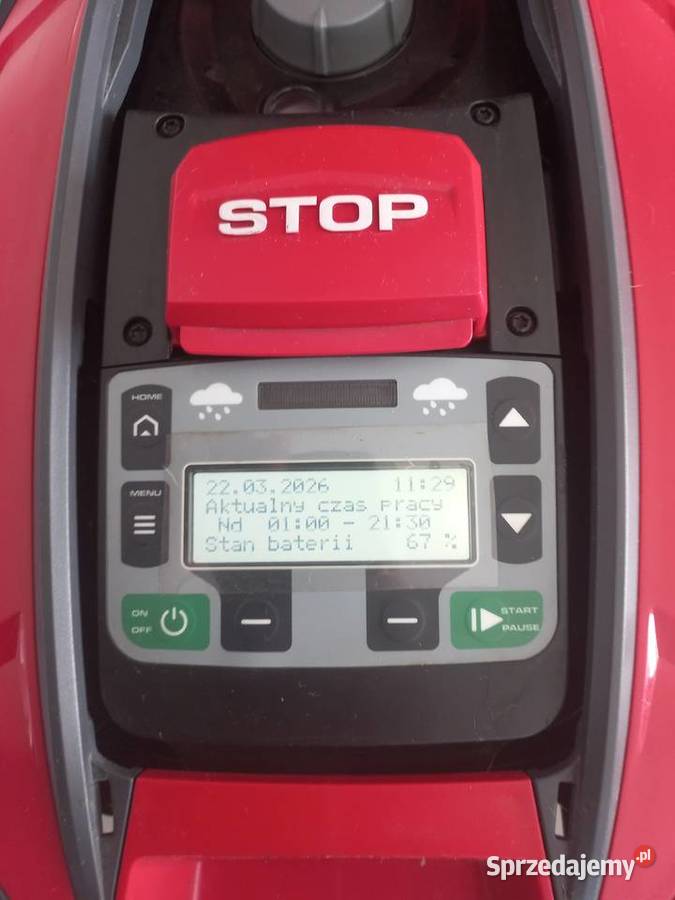 STOP
HOME
MENU
22.03.2026 11:29
Aktualny czas pracy
Nd 01:00 - 21:30
Stan baterii 67 %
ON
OFF
START
PAUSE
Sprzedajemy.pl